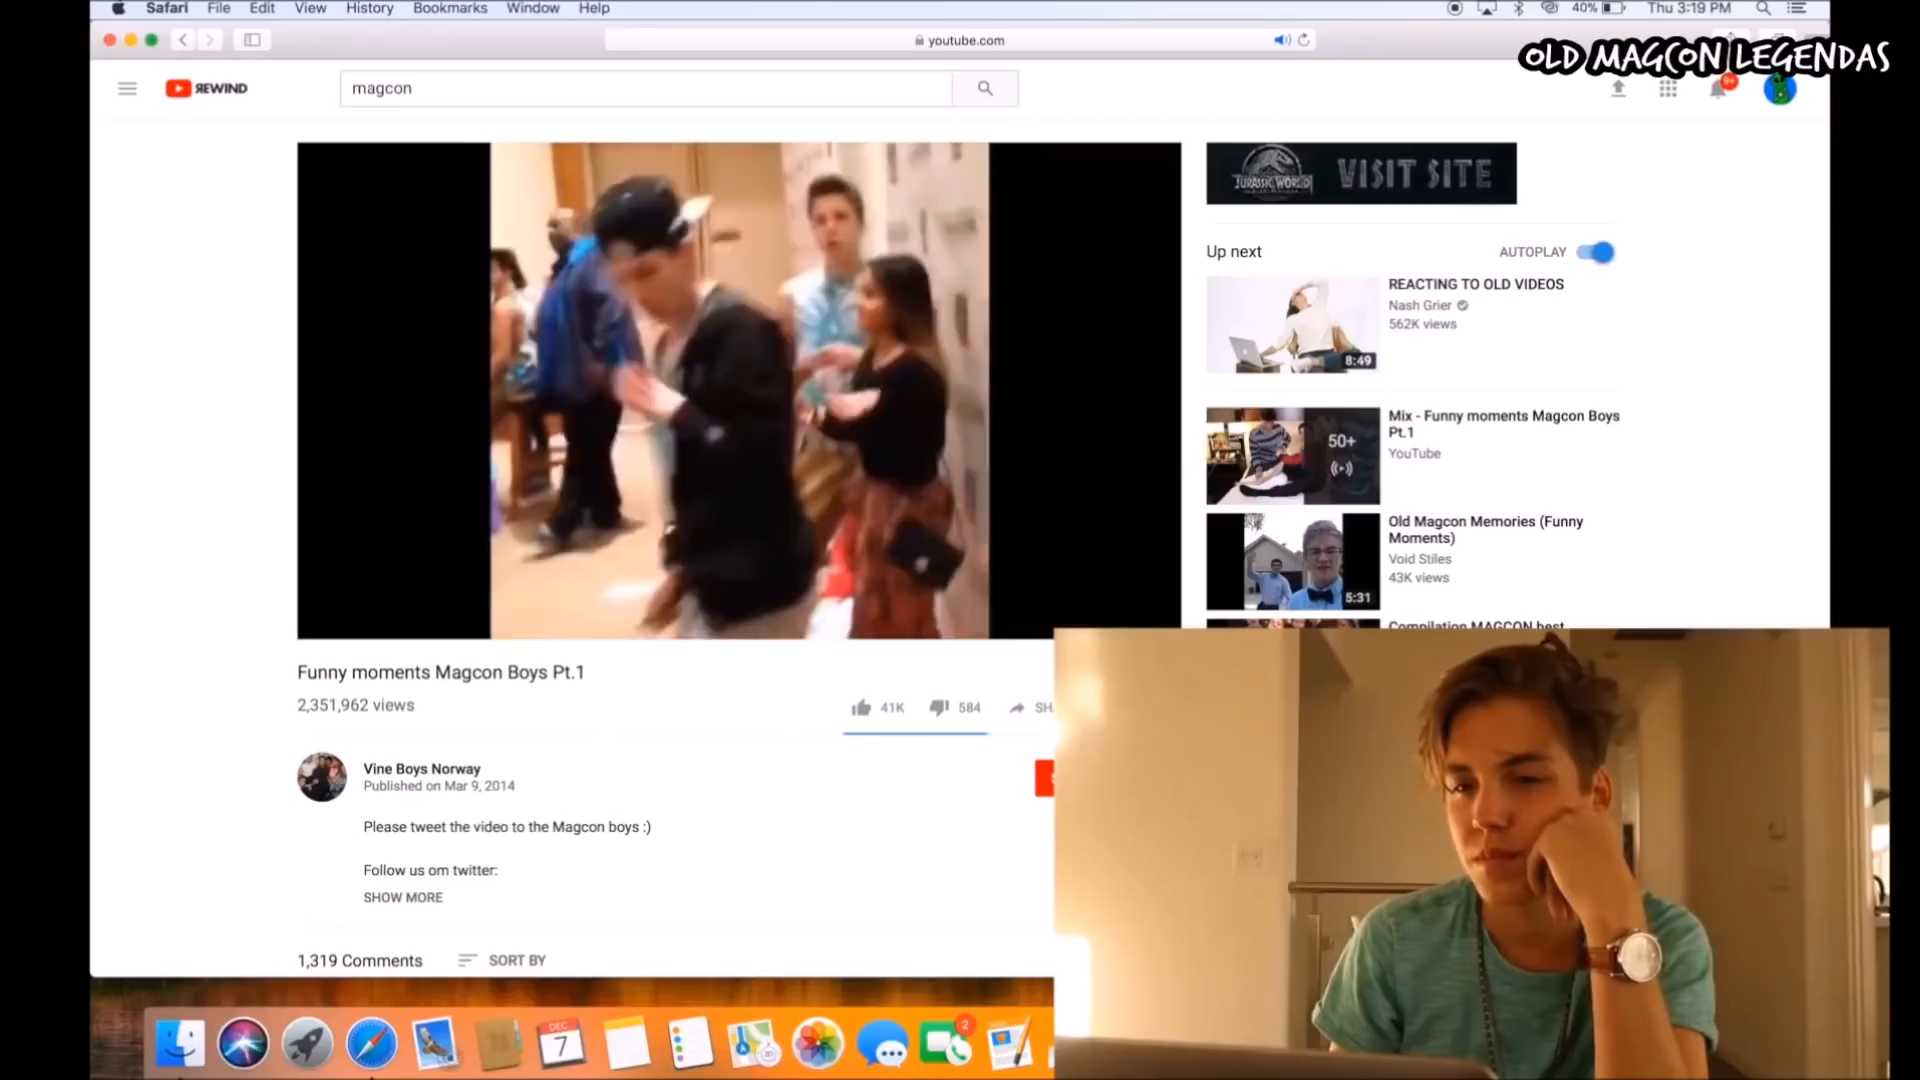 Safari File Edit View History Bookmarks Window Help
40% Thu 3:19 PM
youtube.com
OLD MAGCON LEGENDAS
REWIND
magcon
9+
JURASSIC WORLD
VISIT SITE
Up next
AUTOPLAY
REACTING TO OLD VIDEOS
Nash Grier
562K views
8:49
Mix - Funny moments Magcon Boys
Pt.1
YouTube
50+
Old Magcon Memories (Funny
Moments)
Void Stiles
43K views
5:31
Compilation MAGCON best
Funny moments Magcon Boys Pt.1
2,351,962 views
41K
584
SH
Vine Boys Norway
Published on Mar 9, 2014
Please tweet the video to the Magcon boys :)
Follow us om twitter:
SHOW MORE
1,319 Comments
SORT BY
DEC
7
2